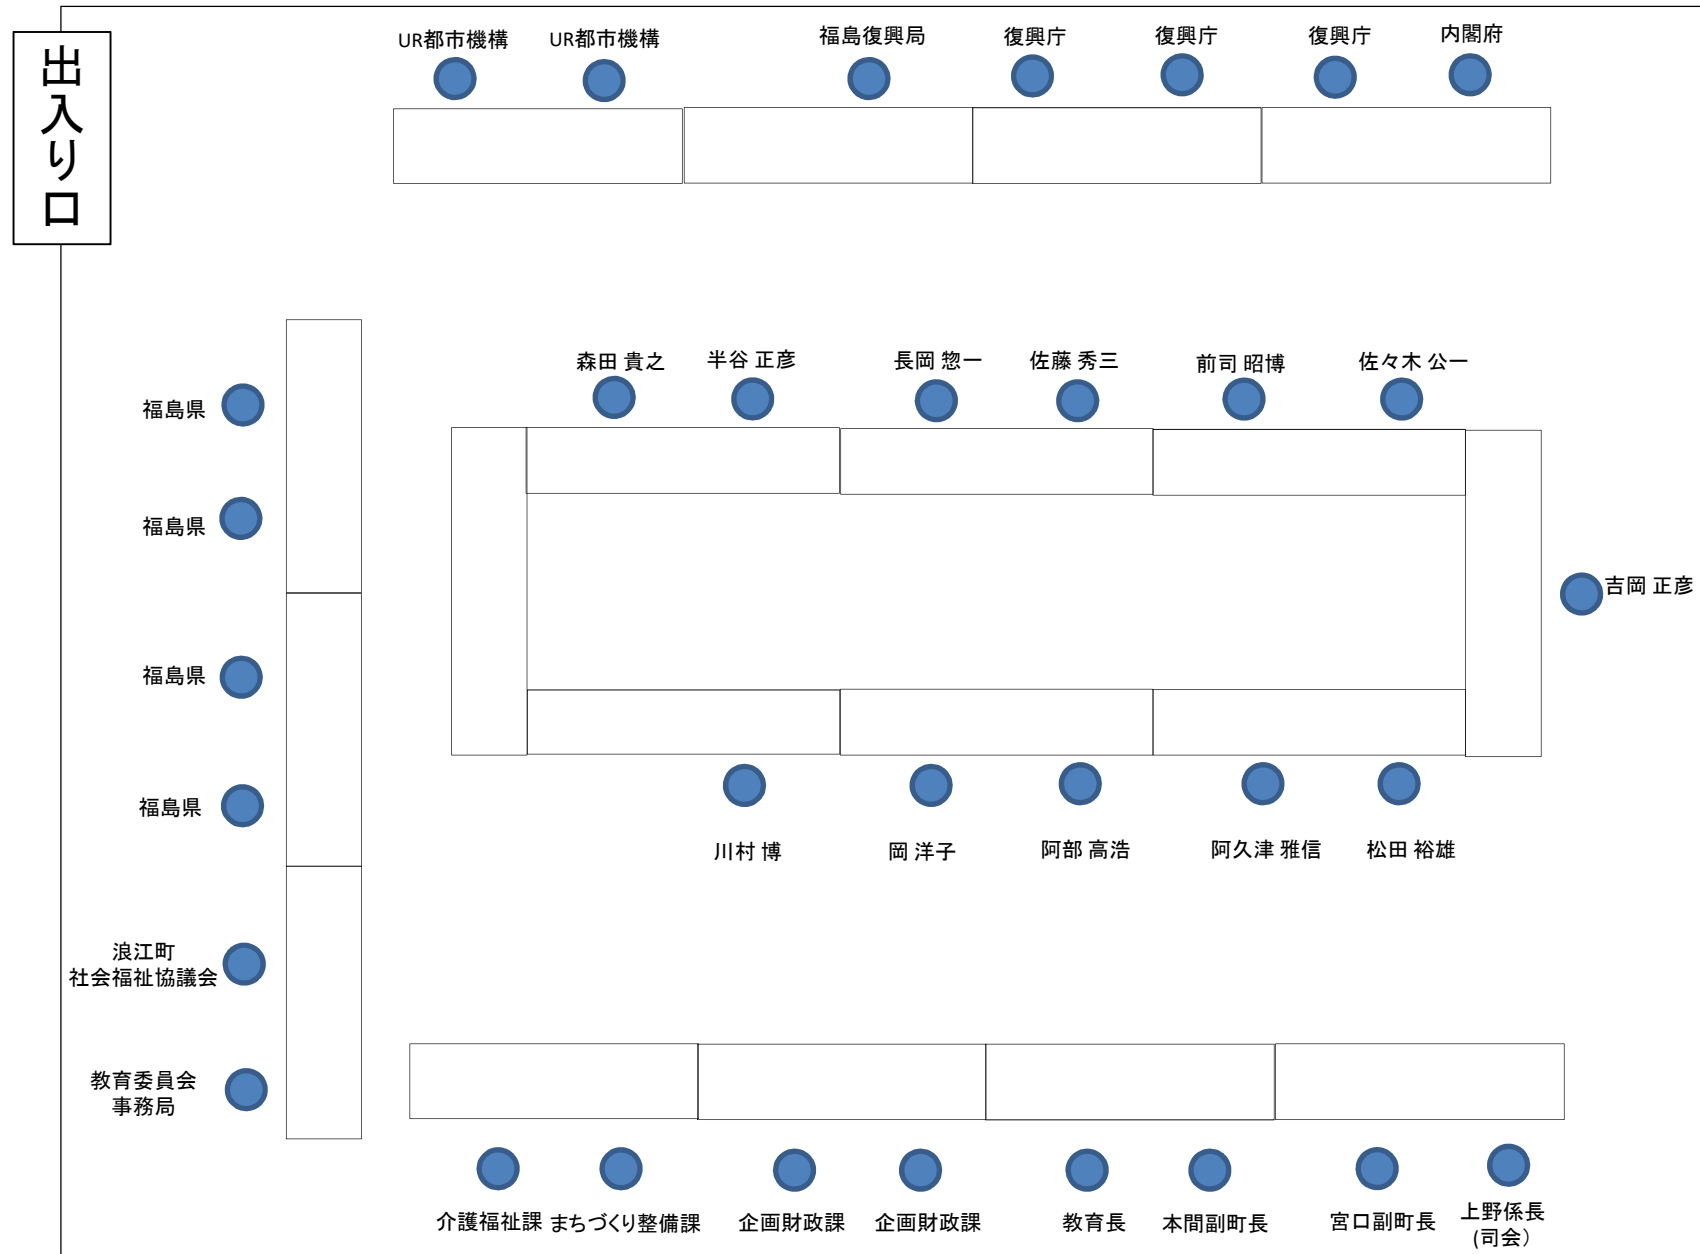 出入り口
UR都市機構
UR都市機構
福島復興局
復興庁
復興庁
復興庁
内閣府
森田 貴之
半谷 正彦
長岡 惣一
佐藤 秀三
前司 昭博
佐々木 公一
福島県
福島県
吉岡 正彦
福島県
福島県
川村 博
岡 洋子
阿部 高浩
阿久津 雅信
松田 裕雄
浪江町
社会福祉協議会
教育委員会
事務局
介護福祉課
まちづくり整備課
企画財政課
企画財政課
教育長
本間副町長
宮口副町長
上野係長
(司会）